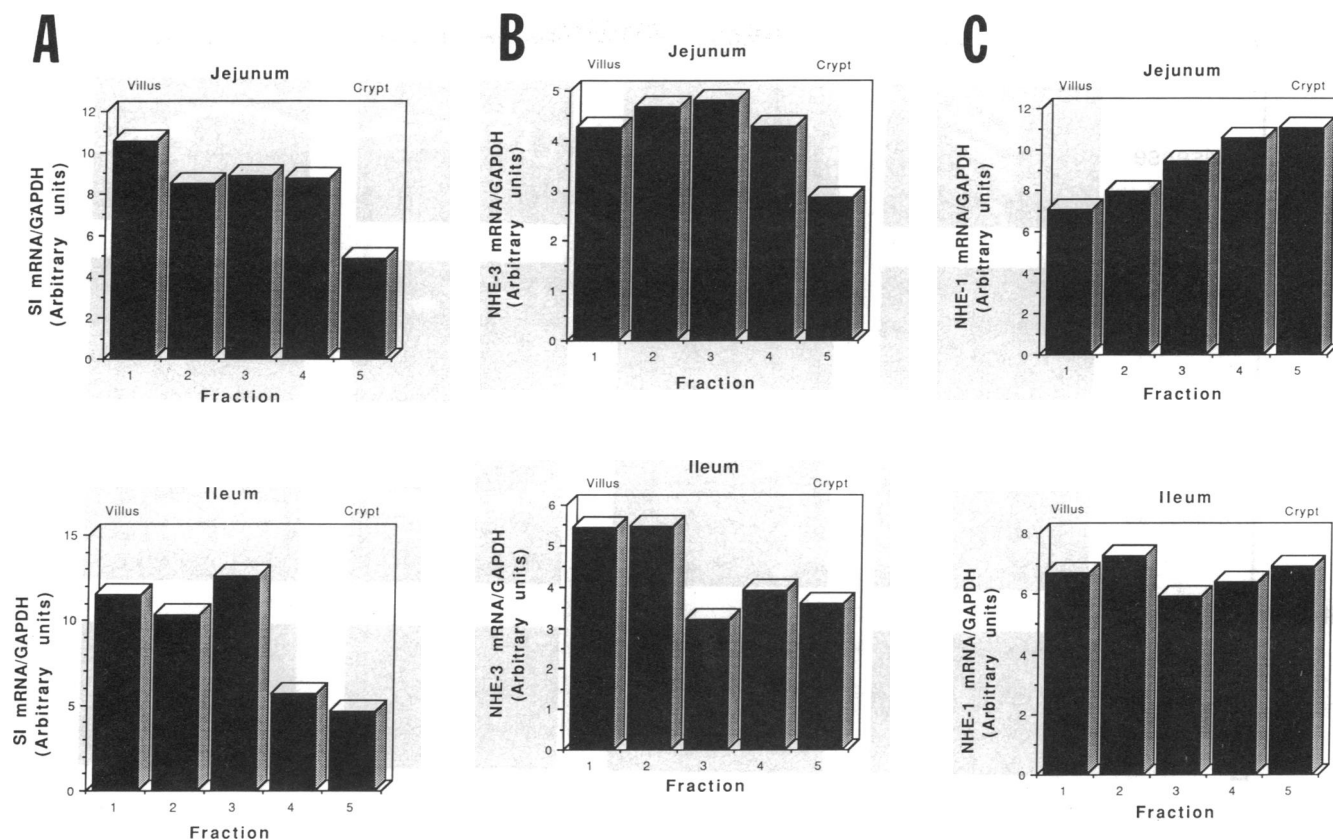 A
Jejunum
Villus
Crypt
SI mRNA/GAPDH
(Arbitrary units)
12
10
8
6
4
2
0
1 2 3 4 5
Fraction
B
Jejunum
Villus
Crypt
NHE-3 mRNA/GAPDH
(Arbitrary units)
5
4
3
2
1
0
1 2 3 4 5
Fraction
C
Jejunum
Villus
Crypt
NHE-1 mRNA/GAPDH
(Arbitrary units)
12
10
8
6
4
2
0
1 2 3 4 5
Fraction
Ileum
Villus
Crypt
SI mRNA/GAPDH
(Arbitrary units)
15
10
5
0
1 2 3 4 5
Fraction
Ileum
Villus
Crypt
NHE-3 mRNA/GAPDH
(Arbitrary units)
6
5
4
3
2
1
0
1 2 3 4 5
Fraction
Ileum
Villus
Crypt
NHE-1 mRNA/GAPDH
(Arbitrary units)
8
6
4
2
0
1 2 3 4 5
Fraction